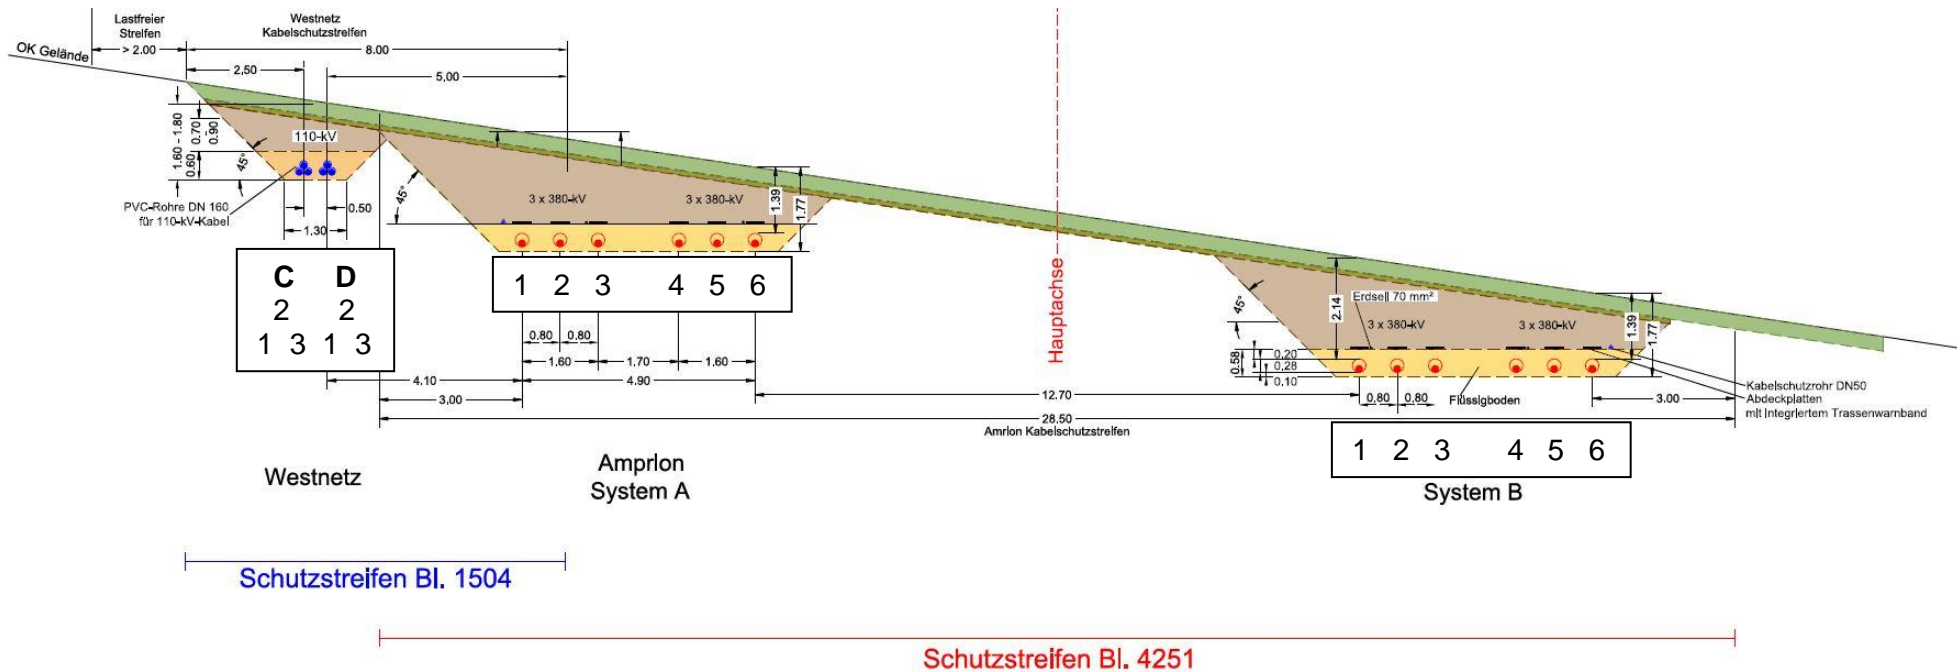 Lastfreier
Streifen
> 2.00
Westnetz
Kabelschutzstreifen
8.00
OK Gelände
2,50
5,00
1.60 - 1.80
0.70
0.90
0.60
45°
110-kV
PVC-Rohre DN 160
für 110-kV-Kabel
0.50
1.30
45°
3 x 380-kV
3 x 380-kV
1.39
1.77
C D
2 2
1 3 1 3
1 2 3 4 5 6
0,80
0,80
1.60
1.70
1.60
4.10
4.90
3,00
12.70
28.50
Amrion Kabelschutzstreifen
Hauptachse
45°
2.14
Erdseil 70 mm²
3 x 380-kV
3 x 380-kV
1.39
1.77
0.58
0,20
0,28
0.10
0,80
0,80
Flüssigboden
3.00
Kabelschutzrohr DN50
Abdeckplatten
mit integriertem Trassenwarnband
1 2 3 4 5 6
Westnetz
Amprion
System A
System B
Schutzstreifen Bl. 1504
Schutzstreifen Bl. 4251